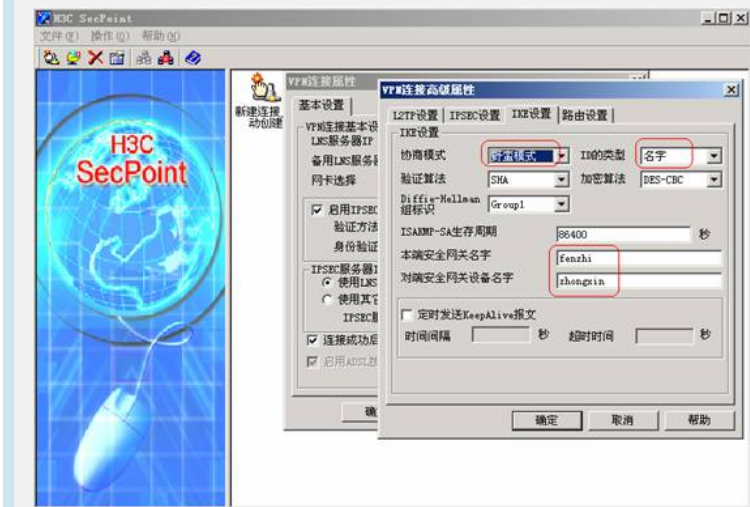 H3C SecPoint
文件(F) 操作(O) 帮助(H)
H3C
SecPoint
新建连接
动创建
VPN连接属性
基本设置
VPN连接基本设
LNS服务器IP
备用LNS服务器
网卡选择
启用IPSEC
验证方法
身份验证
IPSEC服务器I
使用LNS
使用其它
IPSEC服
连接成功后
启用ADSL
确
VPN连接高级属性
L2TP设置 IPSEC设置 IKE设置 路由设置
IKE设置
协商模式 野蛮模式 ID的类型 名字
验证算法 SHA 加密算法 DES-CBC
Diffie-Hellman
组标识 Group1
ISAKMP-SA生存周期 86400 秒
本端安全网关名字 fenzhi
对端安全网关设备名字 zhongxin
定时发送KeepAlive报文
时间间隔 秒 超时时间 秒
确定 取消 帮助